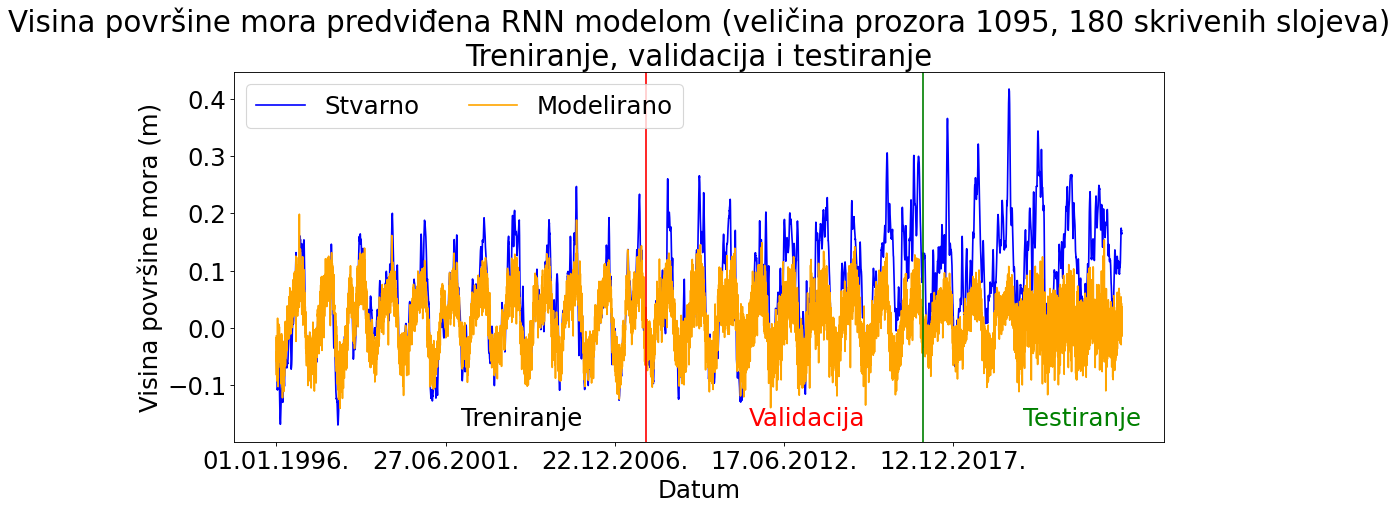 Visina površine mora predviđena RNN modelom (veličina prozora 1095, 180 skrivenih slojeva)
Treniranje, validacija i testiranje
Stvarno
Modelirano
Visina površine mora (m)
0.4
0.3
0.2
0.1
0.0
−0.1
Treniranje
Validacija
Testiranje
01.01.1996.
27.06.2001.
22.12.2006.
17.06.2012.
12.12.2017.
Datum